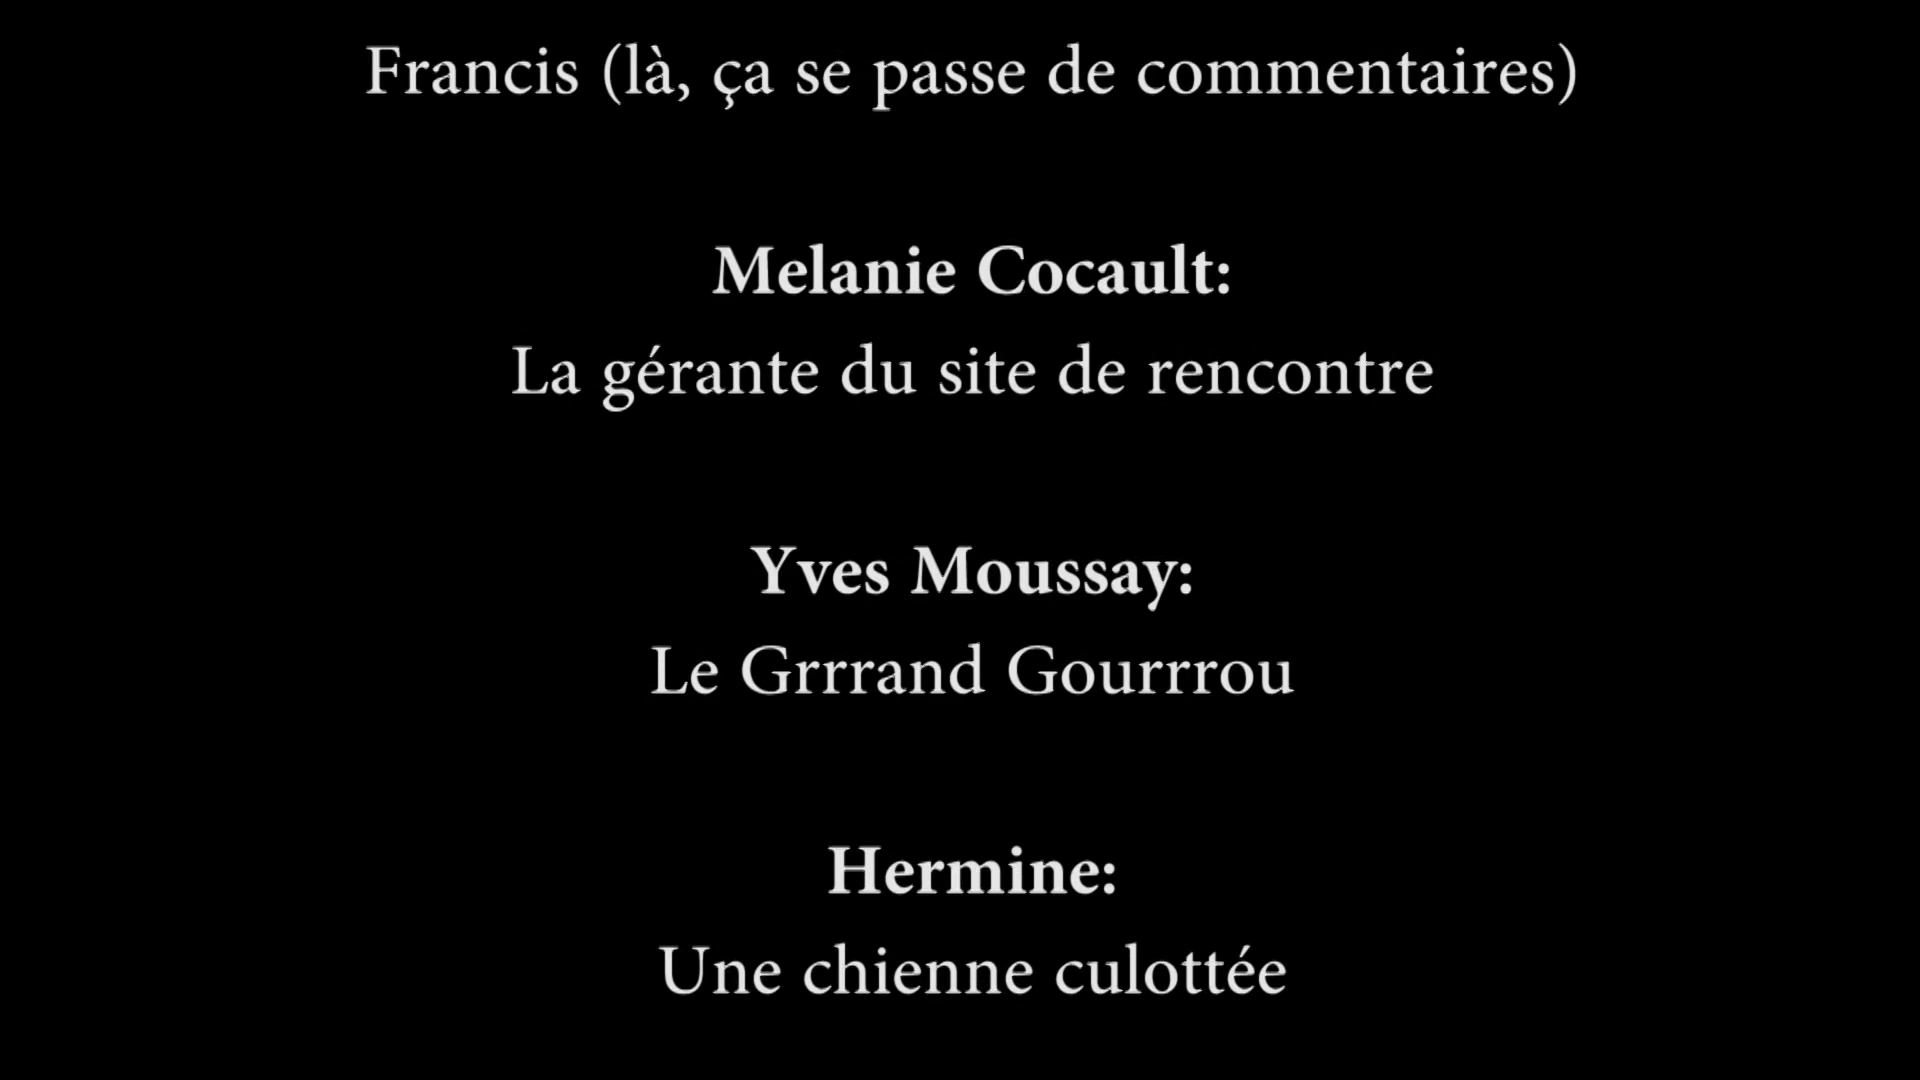 Francis (là, ça se passe de commentaires)
Melanie Cocault:
La gérante du site de rencontre
Yves Moussay:
Le Grrrand Gourrrou
Hermine:
Une chienne culottée